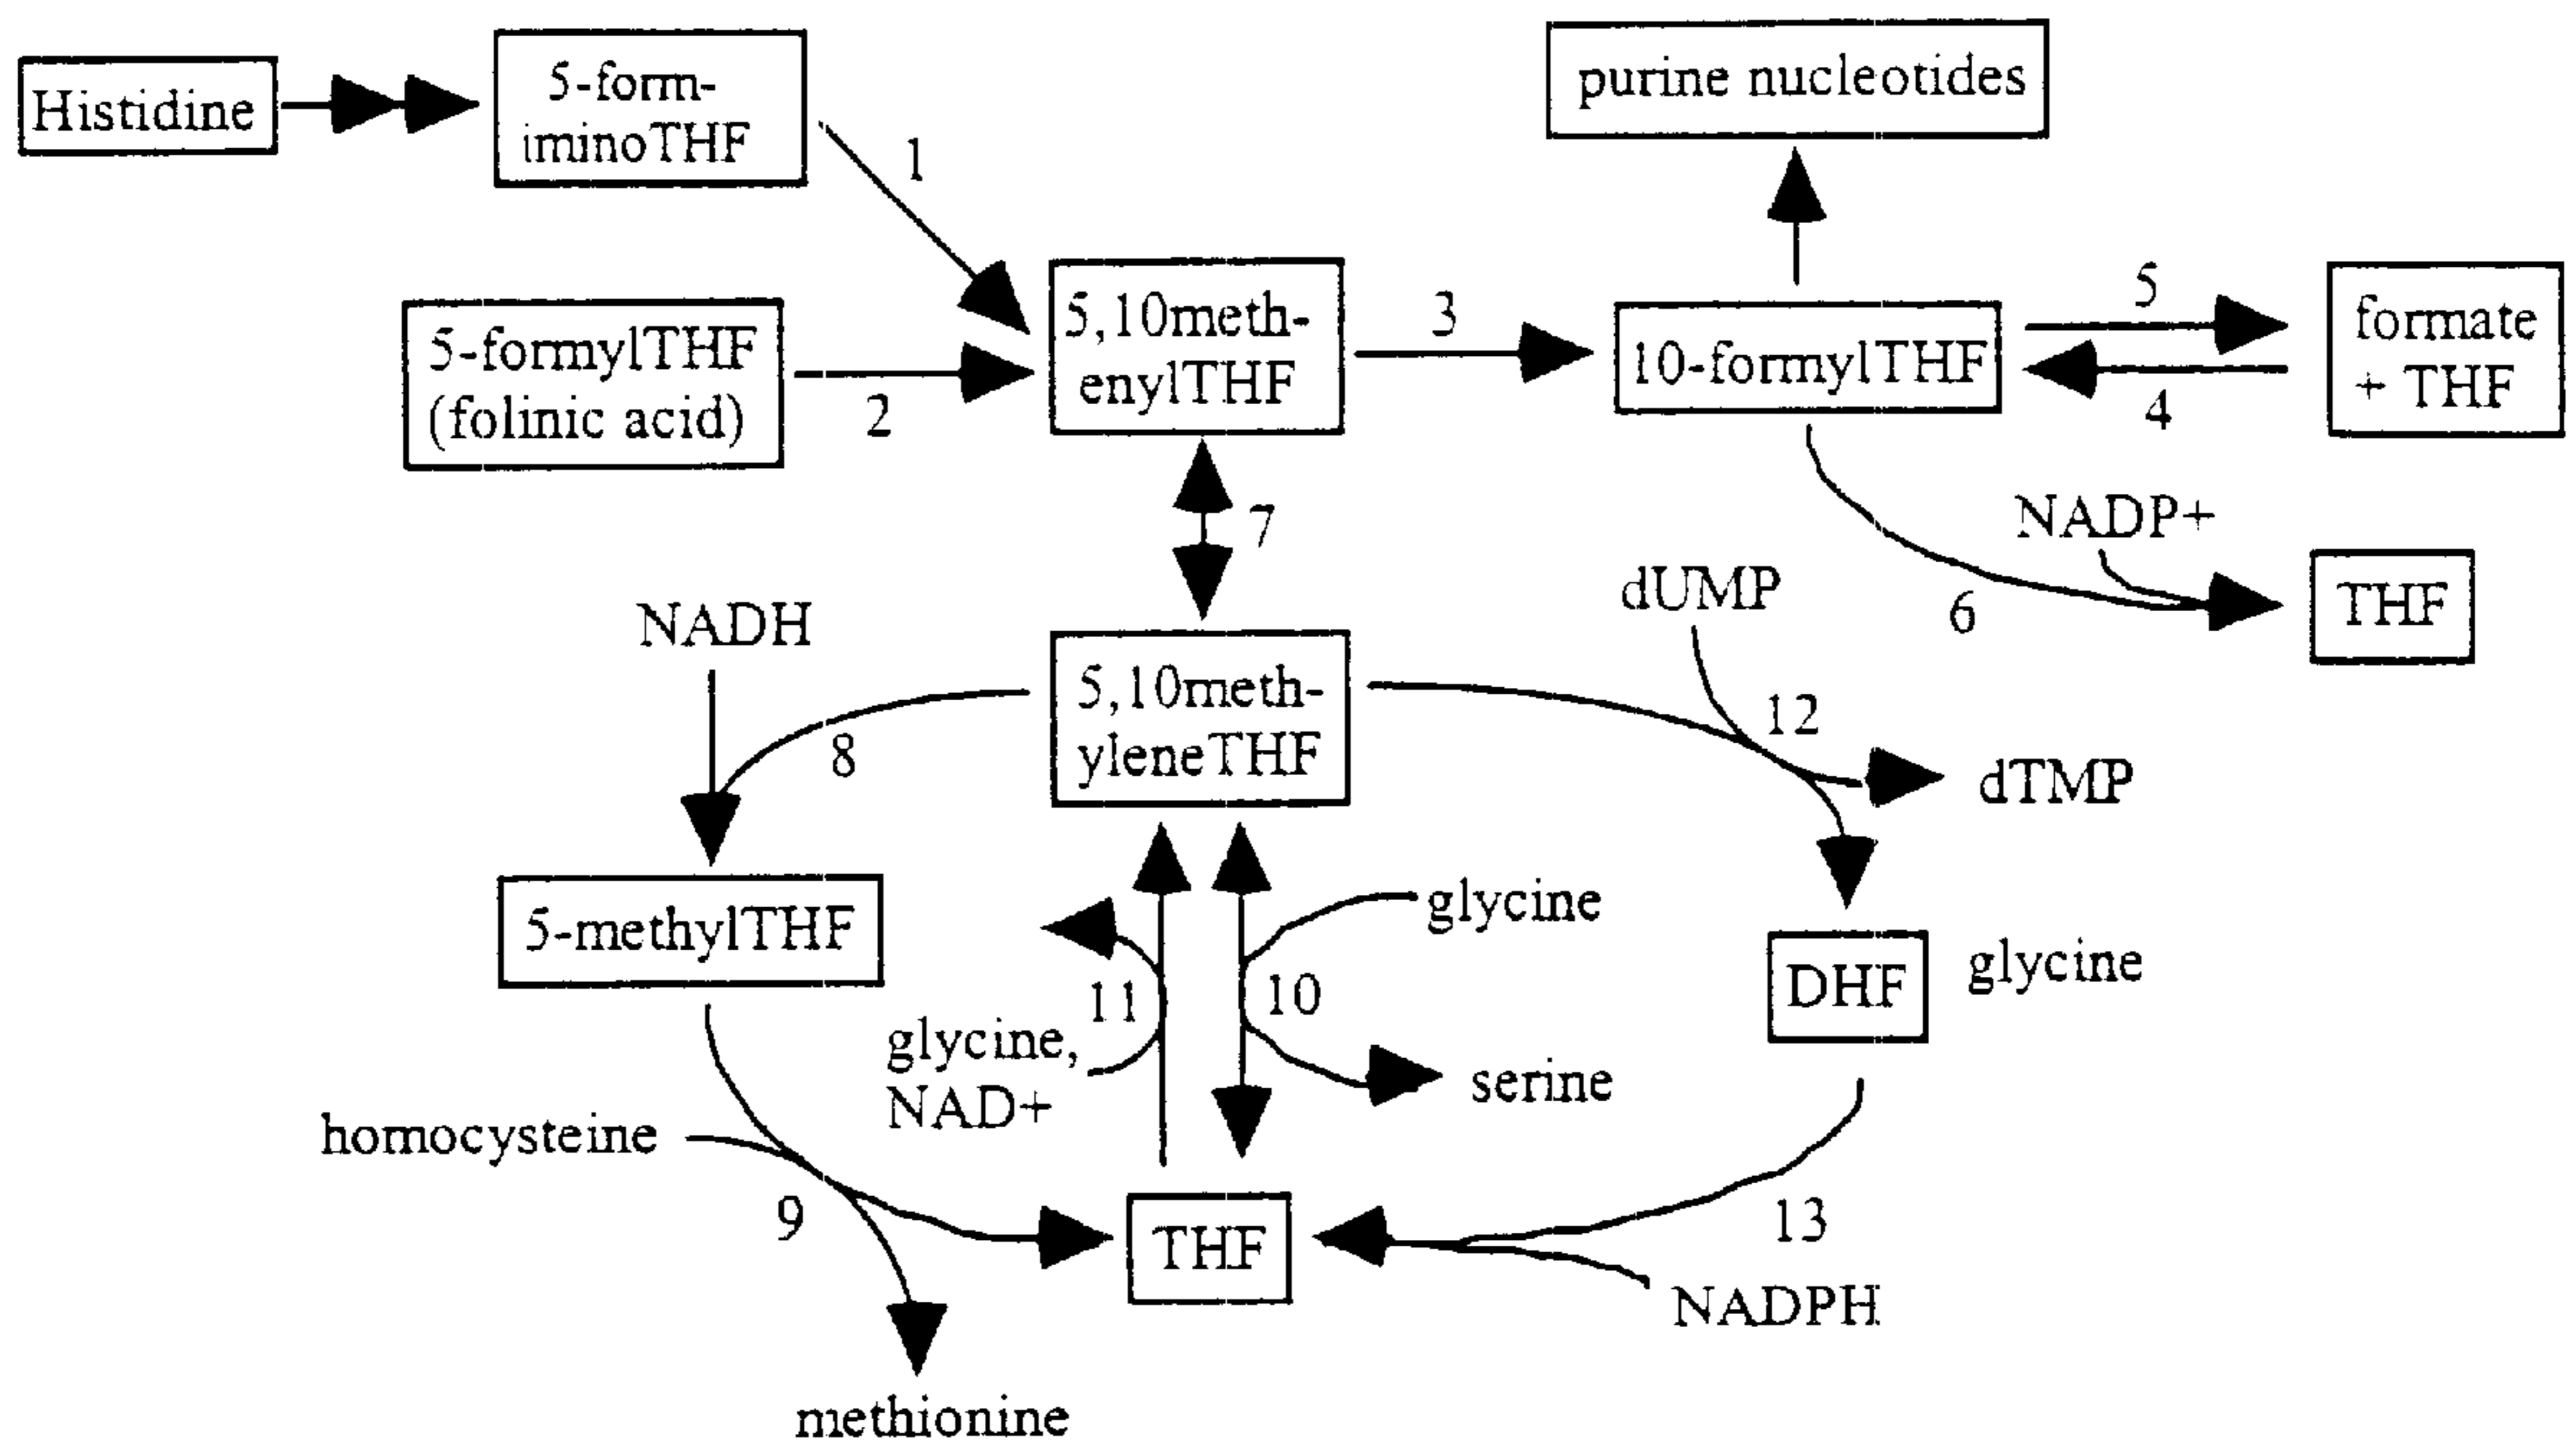 Histidine
5-form-
iminoTHF
1
purine nucleotides
5-formylTHF
(folinic acid)
2
5,10meth-
enylTHF
3
10-formylTHF
5
4
formate
+ THF
7
NADP+
6
THF
NADH
8
5,10meth-
yleneTHF
dUMP
12
dTMP
5-methylTHF
glycine
11
10
glycine,
NAD+
serine
DHF
glycine
homocysteine
9
THF
13
NADPH
methionine